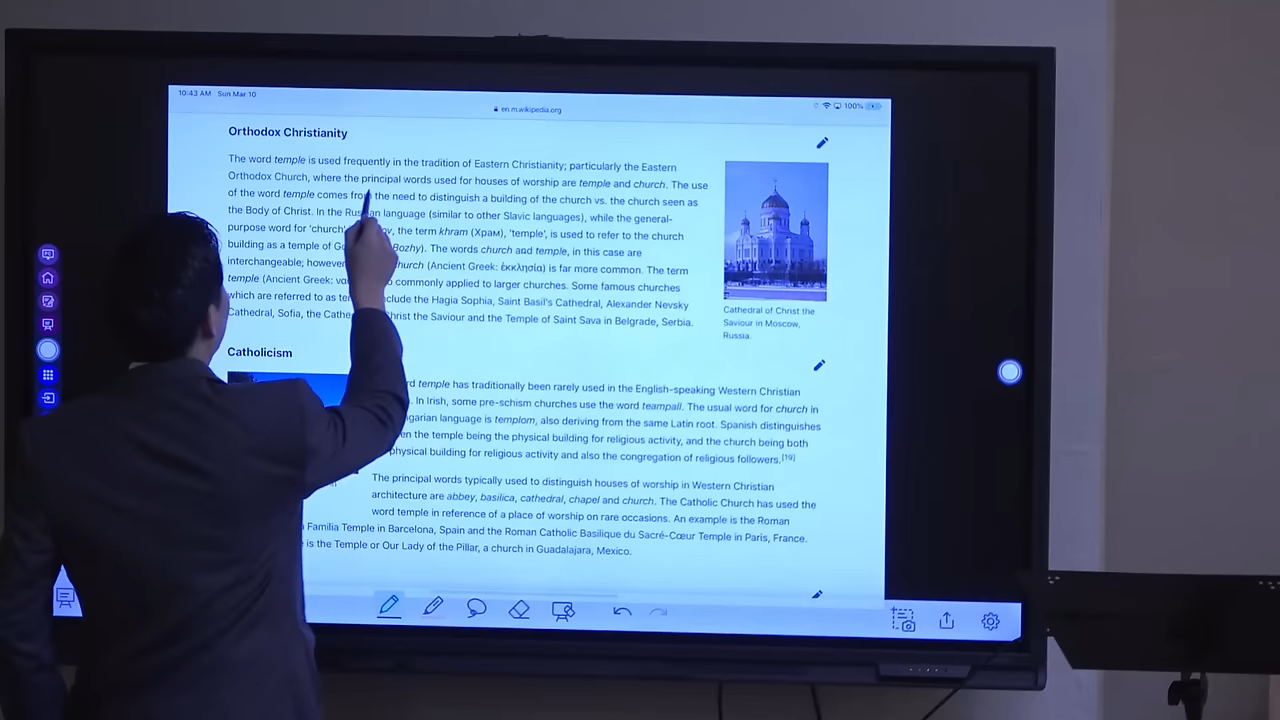 10:43 AM Sun Mar 10
en.m.wikipedia.org
100%
Orthodox Christianity
The word temple is used frequently in the tradition of Eastern Christianity; particularly the Eastern
Orthodox Church, where the principal words used for houses of worship are temple and church. The use
of the word temple comes from the need to distinguish a building of the church vs. the church seen as
the Body of Christ. In the Russian language (similar to other Slavic languages), while the general-
purpose word for 'church' the term khram (Храм), 'temple', is used to refer to the church
building as a temple of Bozhy). The words church and temple, in this case are
interchangeable; however (Ancient Greek: ἐκκλησία) is far more common. The term
temple (Ancient Greek: commonly applied to larger churches. Some famous churches
which are referred to as include the Hagia Sophia, Saint Basil's Cathedral, Alexander Nevsky
Cathedral, Sofia, the Christ the Saviour and the Temple of Saint Sava in Belgrade, Serbia.
Cathedral of Christ the
Saviour in Moscow,
Russia.
Catholicism
temple has traditionally been rarely used in the English-speaking Western Christian
In Irish, some pre-schism churches use the word teampall. The usual word for church in
language is templom, also deriving from the same Latin root. Spanish distinguishes
the temple being the physical building for religious activity, and the church being both
physical building for religious activity and also the congregation of religious followers.[19]
The principal words typically used to distinguish houses of worship in Western Christian
architecture are abbey, basilica, cathedral, chapel and church. The Catholic Church has used the
word temple in reference of a place of worship on rare occasions. An example is the Roman
Familia Temple in Barcelona, Spain and the Roman Catholic Basilique du Sacré-Cœur Temple in Paris, France.
is the Temple or Our Lady of the Pillar, a church in Guadalajara, Mexico.